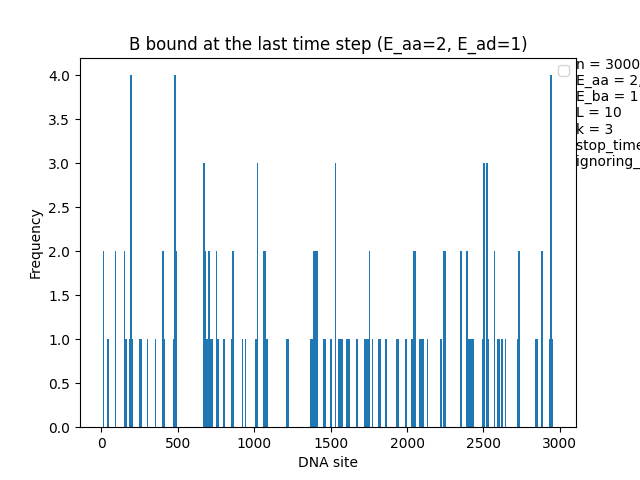 B bound at the last time step (E_aa=2, E_ad=1)
n = 3000
E_aa = 2,
E_ba = 1
L = 10
k = 3
stop_time
ignoring_
Frequency
4.0
3.5
3.0
2.5
2.0
1.5
1.0
0.5
0.0
0 500 1000 1500 2000 2500 3000
DNA site